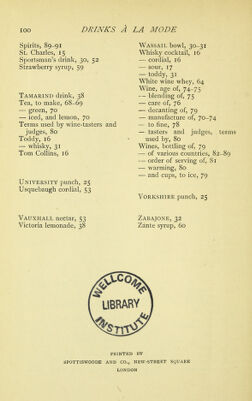 100
DRINKS À LA MODE
Spirits, 89-91
St. Charles, 15
Sportsman's drink, 30, 52
Strawberry syrup, 59
TAMARIND drink, 38
Tea, to make, 68-69
— green, 70
— iced, and lemon, 70
Terms used by wine-tasters and
judges, 80
Toddy, 16
— whisky, 31
Tom Collins, 16
UNIVERSITY punch, 25
Usquebaugh cordial, 53
VAUXHALL nectar, 53
Victoria lemonade, 38
WASSAIL bowl, 30-31
Whisky cocktail, 16
— cordial, 16
— sour, 17
— toddy, 31
White wine whey, 64
Wine, age of, 74-75
— blending of, 75
— care of, 76
— decanting of, 79
— manufacture of, 70-74
— to fine, 78
— tasters and judges, terms
used by, 80
Wines, bottling of, 79
— of various countries, 82-89
— order of serving of, 81
— warming, 80
— and cups, to ice, 79
YORKSHIRE punch, 25
ZABAJONE, 32
Zante syrup, 60
WELLCOME
LIBRARY
INSTITUTE
PRINTED BY
SPOTTISWOODE AND CO., NEW-STREET SQUARE
LONDON